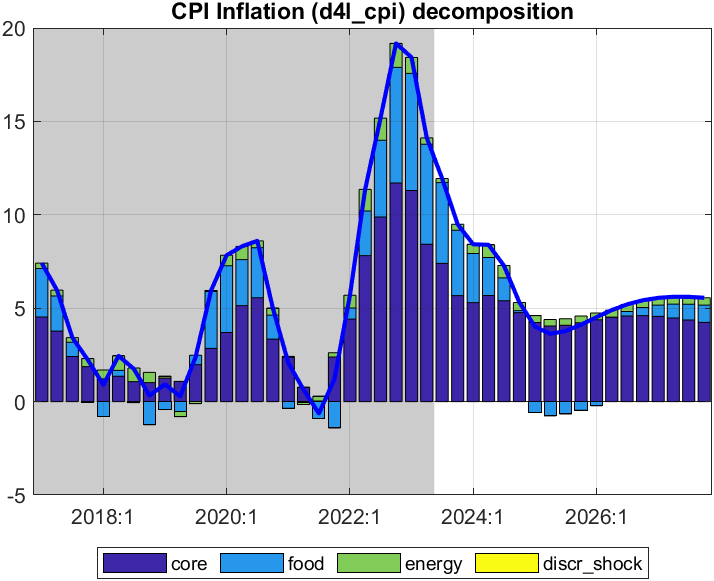 CPI Inflation (d4l_cpi) decomposition
20
15
10
5
0
-5
2018:1 2020:1 2022:1 2024:1 2026:1
core food energy discr_shock